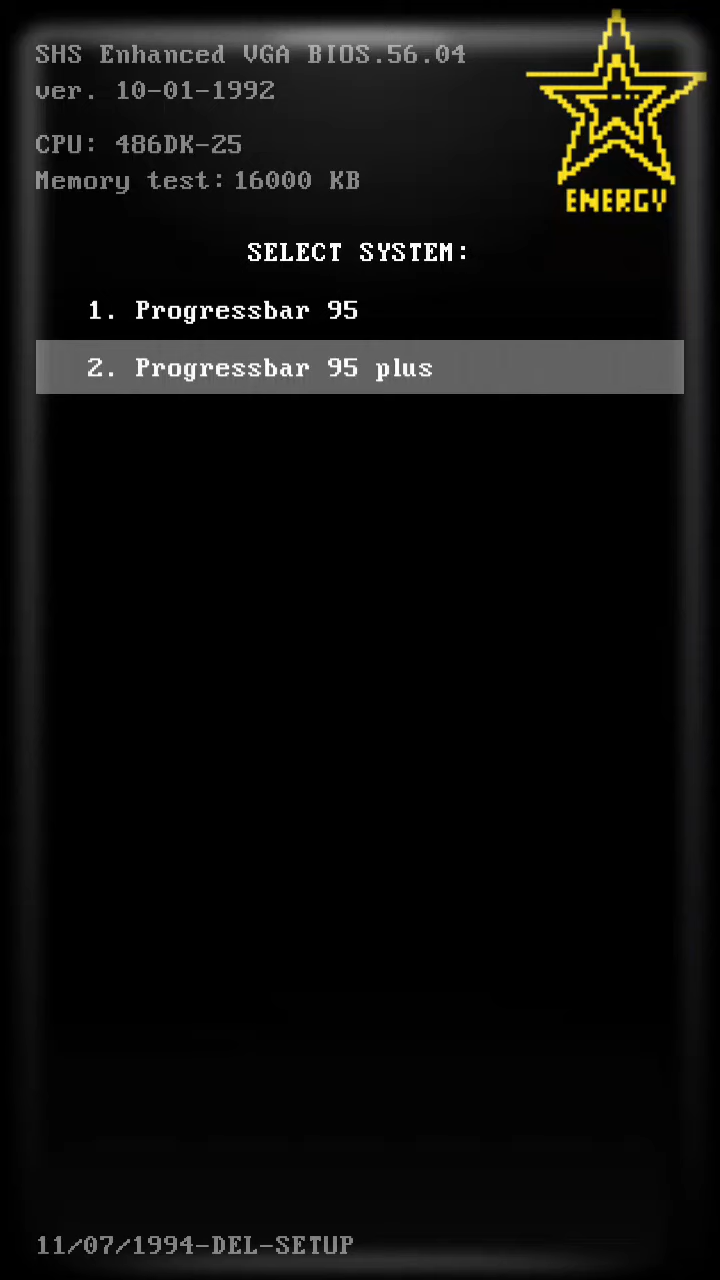 SHS Enhanced VGA BIOS.56.04
ver. 10-01-1992
CPU: 486DK-25
Memory test: 16000 KB
ENERGY
SELECT SYSTEM:
1. Progressbar 95
2. Progressbar 95 plus
11/07/1994-DEL-SETUP